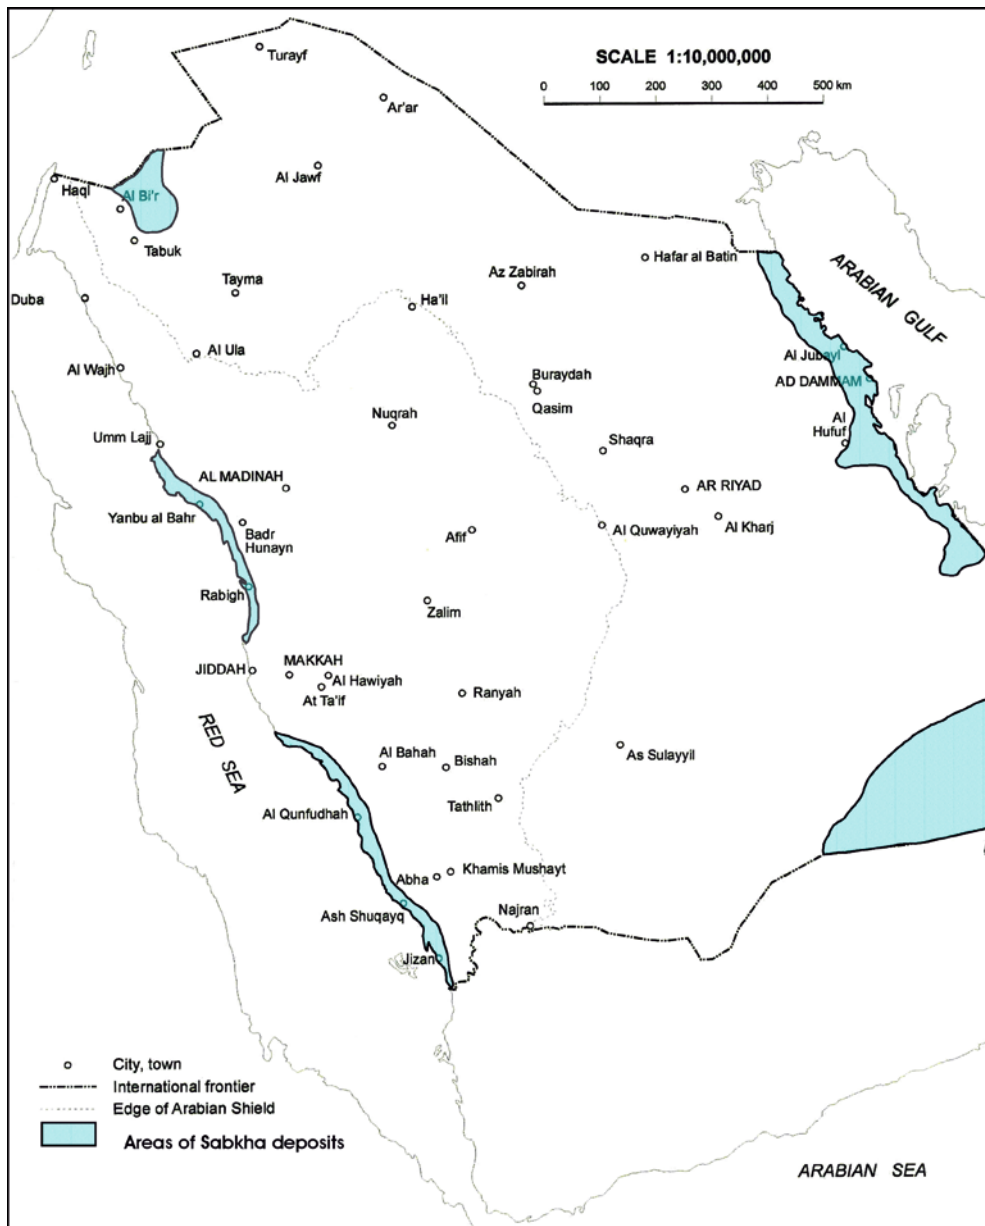 Turayf
SCALE 1:10,000,000
0 100 200 300 400 500 km
Ar'ar
Al Jawf
Haql
Al Bi'r
Tabuk
Hafar al Batin
ARABIAN GULF
Az Zabirah
Tayma
Duba
Ha'il
Al Ula
Al Jubayl
Al Wajh
AD DAMMAM
Buraydah
Qasim
Nuqrah
Al
Hufuf
Umm Lajj
Shaqra
AL MADINAH
AR RIYAD
Yanbu al Bahr
Badr
Hunayn
Afif
Al Quwayiyah
Al Kharj
Rabigh
Zalim
JIDDAH
MAKKAH
Al Hawiyah
At Ta'if
Ranyah
RED SEA
Al Bahah
Bishah
As Sulayyil
Tathlith
Al Qunfudhah
Khamis Mushayt
Abha
Ash Shuqayq
Najran
Jizan
City, town
International frontier
Edge of Arabian Shield
Areas of Sabkha deposits
ARABIAN SEA